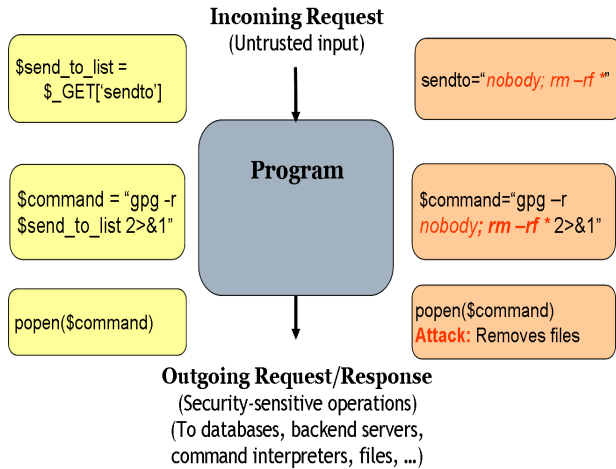 Incoming Request
(Untrusted input)
$send_to_list =
$_GET[‘sendto’]
sendto=“nobody; rm –rf *”
Program
$command = “gpg -r
$send_to_list 2>&1”
$command=“gpg –r
nobody; rm –rf * 2>&1”
popen($command)
popen($command)
Attack: Removes files
Outgoing Request/Response
(Security-sensitive operations)
(To databases, backend servers,
command interpreters, files, …)